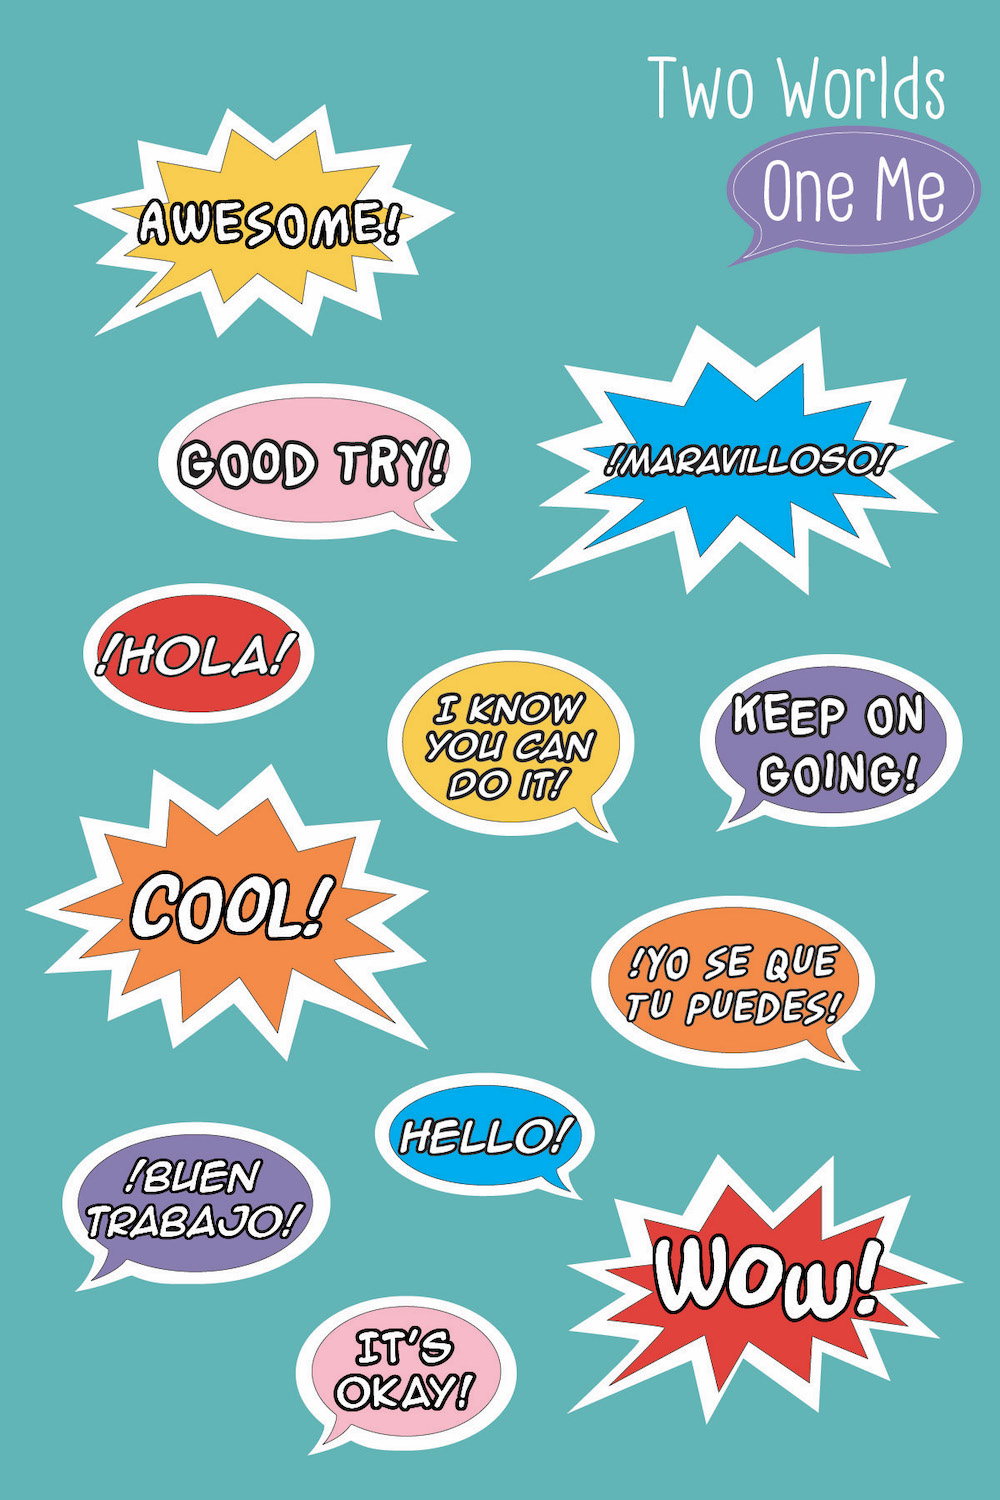 Two Worlds
One Me
AWESOME!
GOOD TRY!
!MARAVILLOSO!
!HOLA!
I KNOW
YOU CAN
DO IT!
KEEP ON
GOING!
COOL!
!YO SE QUE
TU PUEDES!
HELLO!
!BUEN
TRABAJO!
WOW!
IT'S
OKAY!